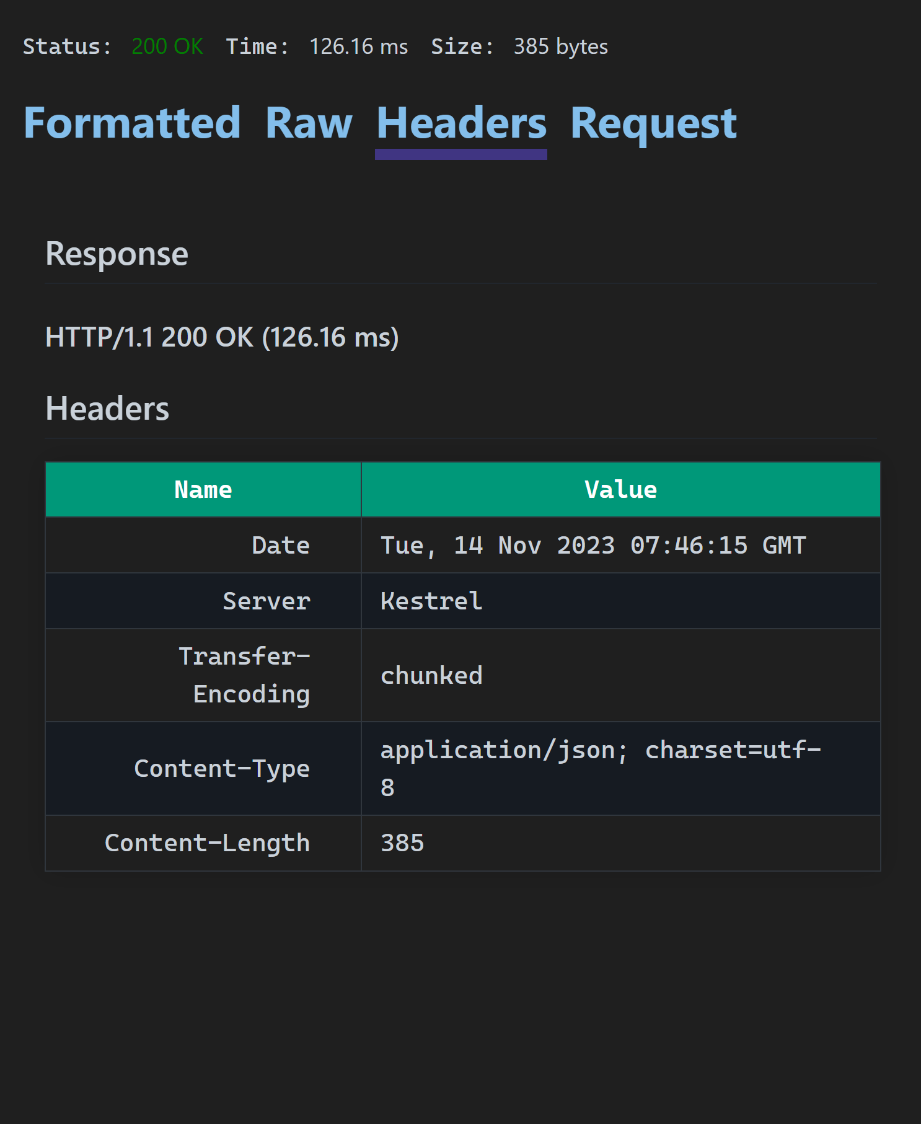 Status: 200 OK Time: 126.16 ms Size: 385 bytes
Formatted Raw Headers Request
Response
HTTP/1.1 200 OK (126.16 ms)
Headers
Name Value
Date Tue, 14 Nov 2023 07:46:15 GMT
Server Kestrel
Transfer-
Encoding
chunked
Content-Type
application/json; charset=utf-
8
Content-Length 385